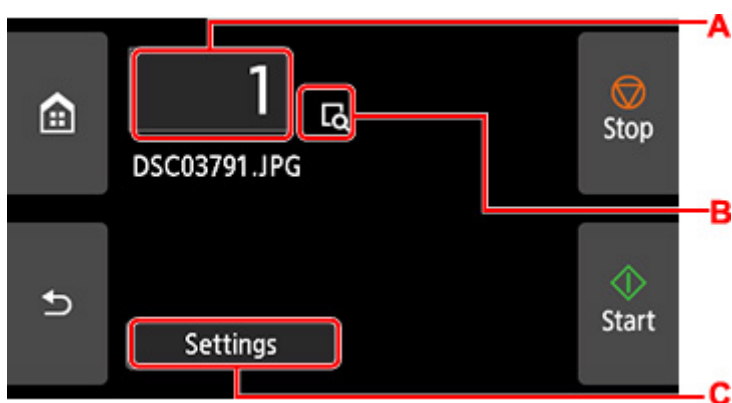 A
1
Stop
DSC03791.JPG
B
Start
Settings
C